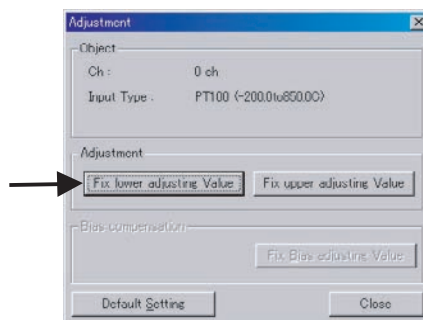 Adjustment
Object
Ch : 0 ch
Input Type . PT100 (-200.0to850.0C)
Adjustment
Fix lower adjusting Value Fix upper adjusting Value
Bias compensation
Fix Bias adjusting Value
Default Setting Close